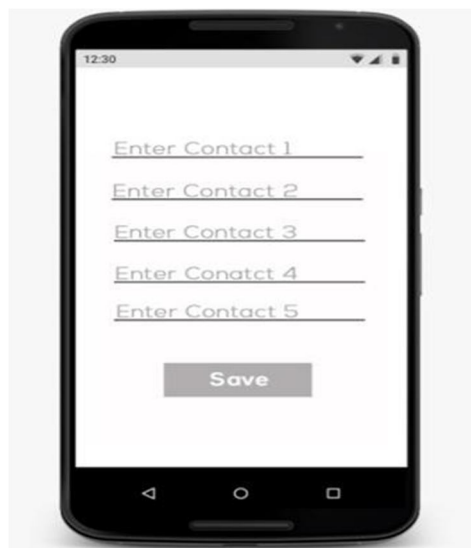 12:30
Enter Contact 1
Enter Contact 2
Enter Contact 3
Enter Conatct 4
Enter Contact 5
Save